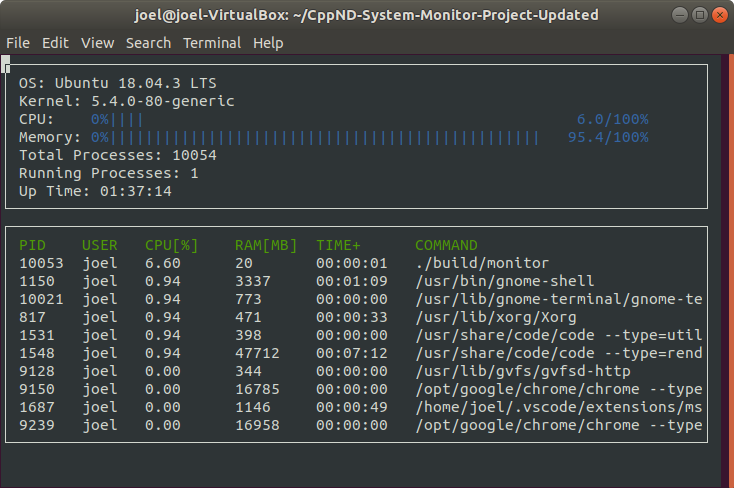 joel@joel-VirtualBox: ~/CppND-System-Monitor-Project-Updated
File Edit View Search Terminal Help
OS: Ubuntu 18.04.3 LTS
Kernel: 5.4.0-80-generic
CPU: 0%|||| 6.0/100%
Memory: 0%|||||||||||||||||||||||||||||||||||||||||||||||| 95.4/100%
Total Processes: 10054
Running Processes: 1
Up Time: 01:37:14
PID USER CPU[%] RAM[MB] TIME+ COMMAND
10053 joel 6.60 20 00:00:01 ./build/monitor
1150 joel 0.94 3337 00:01:09 /usr/bin/gnome-shell
10021 joel 0.94 773 00:00:00 /usr/lib/gnome-terminal/gnome-te
817 joel 0.94 471 00:00:33 /usr/lib/xorg/Xorg
1531 joel 0.94 398 00:00:00 /usr/share/code/code --type=util
1548 joel 0.94 47712 00:07:12 /usr/share/code/code --type=rend
9128 joel 0.00 344 00:00:00 /usr/lib/gvfs/gvfsd-http
9150 joel 0.00 16785 00:00:00 /opt/google/chrome/chrome --type
1687 joel 0.00 1146 00:00:49 /home/joel/.vscode/extensions/ms
9239 joel 0.00 16958 00:00:00 /opt/google/chrome/chrome --type